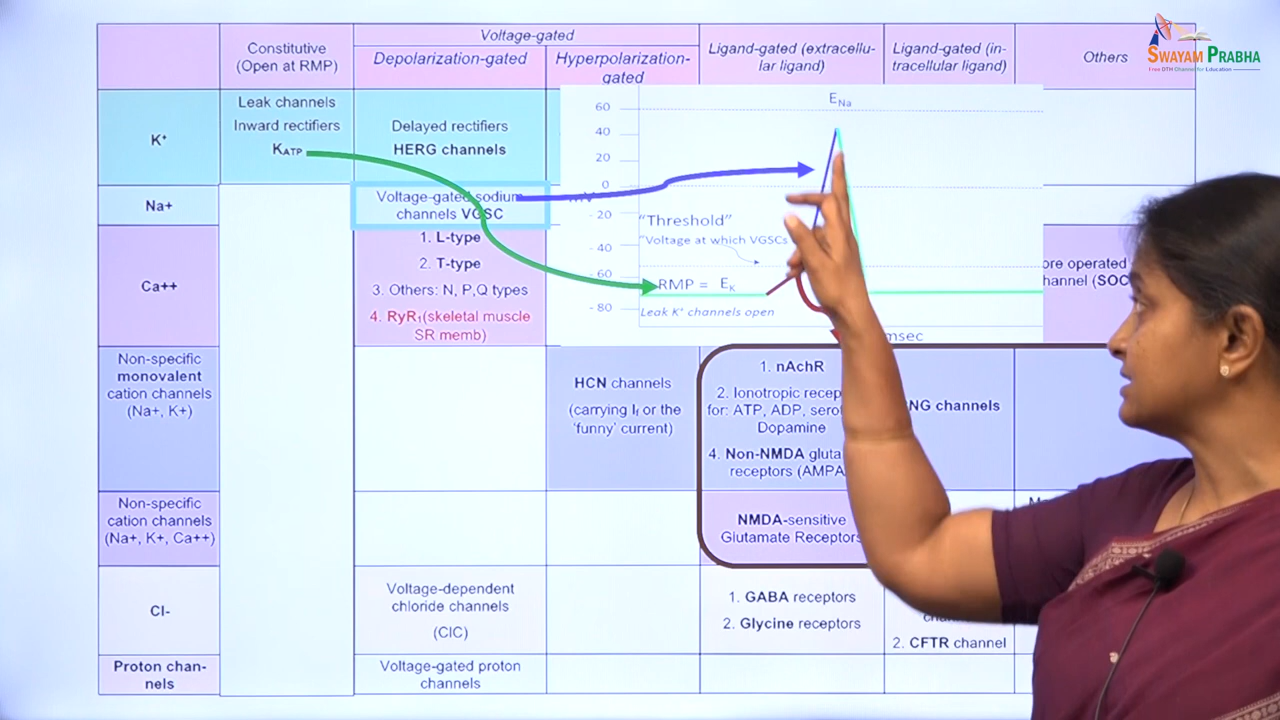 SWAYAM PRABHA
Free DTH Channel for Education
Constitutive
(Open at RMP)
Voltage-gated
Depolarization-gated
Hyperpolarization-
gated
Ligand-gated (extracellu-
lar ligand)
Ligand-gated (in-
tracellular ligand)
Others
K+
Leak channels
Inward rectifiers
KATP
Delayed rectifiers
HERG channels
ENa
60
40
20
0
- 20
- 40
- 60
- 80
mV
"Threshold"
"Voltage at which VGSCs
RMP = EK
Leak K+ channels open
msec
Na+
Voltage-gated sodium
channels VGSC
Ca++
1. L-type
2. T-type
3. Others: N, P,Q types
4. RyR1(skeletal muscle
SR memb)
ore operated
hannel (SOC
Non-specific
monovalent
cation channels
(Na+, K+)
HCN channels
(carrying If or the
'funny' current)
1. nAchR
2. Ionotropic recep
for: ATP, ADP, sero
Dopamine
4. Non-NMDA gluta
receptors (AMPA
NG channels
Non-specific
cation channels
(Na+, K+, Ca++)
NMDA-sensitive
Glutamate Receptors
Cl-
Voltage-dependent
chloride channels
(ClC)
1. GABA receptors
2. Glycine receptors
2. CFTR channel
Proton chan-
nels
Voltage-gated proton
channels